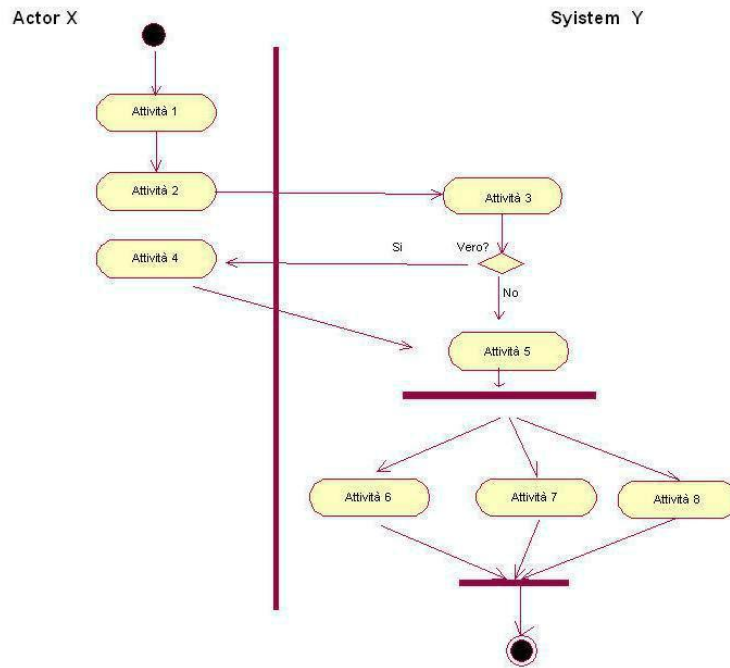 Actor X
Syistem Y
Attività 1
Attività 2
Attività 3
Si
Vero?
Attività 4
No
Attività 5
Attività 6
Attività 7
Attività 8